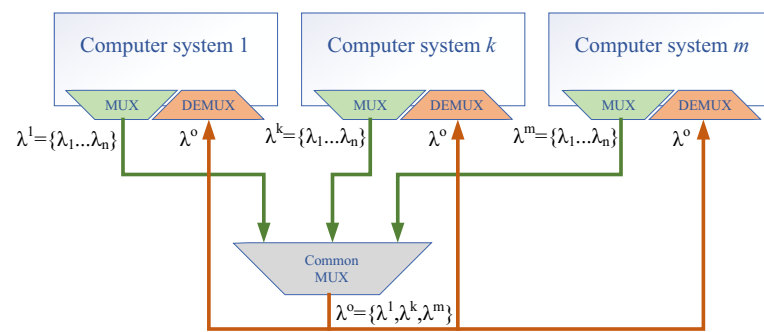 Computer system 1
Computer system k
Computer system m
MUX
DEMUX
MUX
DEMUX
MUX
DEMUX
λ¹={λ₁...λₙ}
λᵒ
λᵏ={λ₁...λₙ}
λᵒ
λᵐ={λ₁...λₙ}
λᵒ
Common
MUX
λᵒ={λ¹,λᵏ,λᵐ}